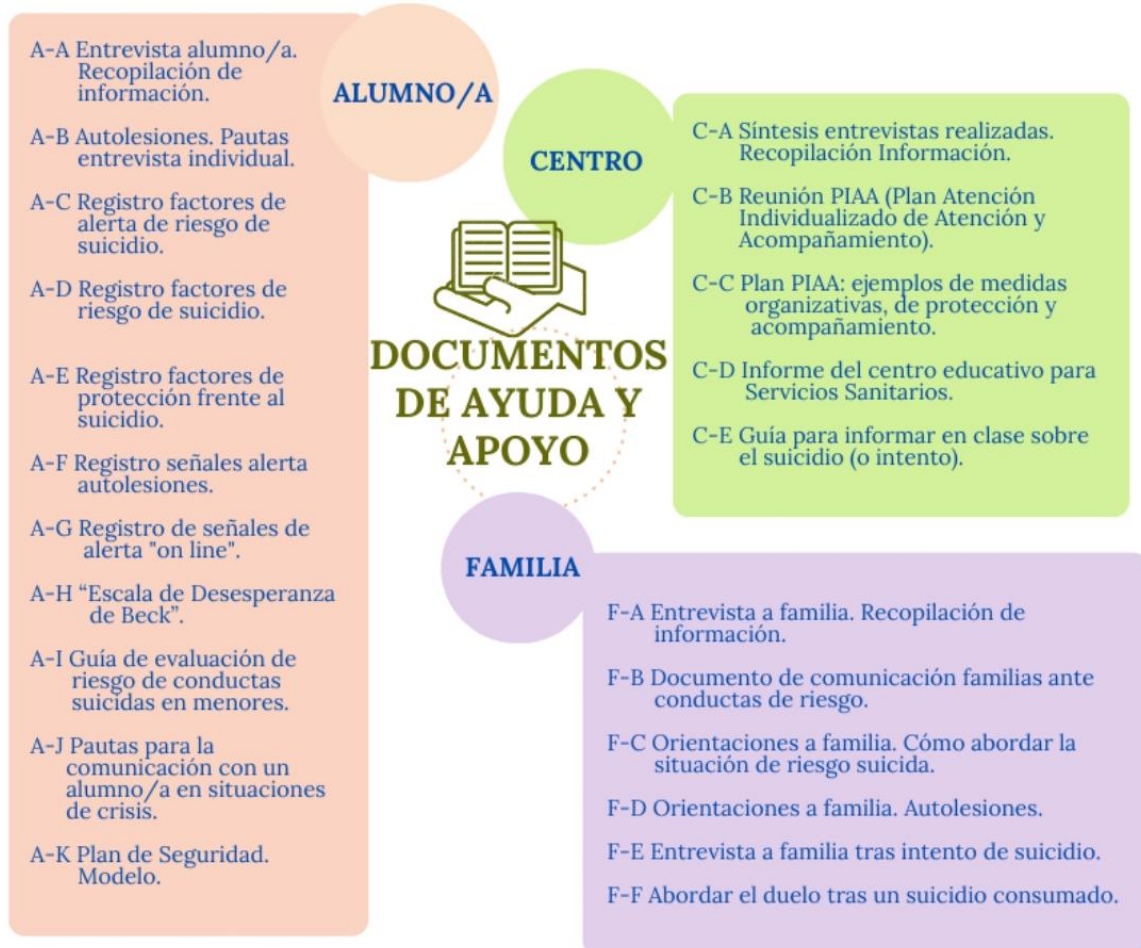 ALUMNO/A
A-A Entrevista alumno/a.
Recopilación de
información.
A-B Autolesiones. Pautas
entrevista individual.
A-C Registro factores de
alerta de riesgo de
suicidio.
A-D Registro factores de
riesgo de suicidio.
A-E Registro factores de
protección frente al
suicidio.
A-F Registro señales alerta
autolesiones.
A-G Registro de señales de
alerta "on line".
A-H “Escala de Desesperanza
de Beck”.
A-I Guía de evaluación de
riesgo de conductas
suicidas en menores.
A-J Pautas para la
comunicación con un
alumno/a en situaciones
de crisis.
A-K Plan de Seguridad.
Modelo.
DOCUMENTOS
DE AYUDA Y
APOYO
CENTRO
C-A Síntesis entrevistas realizadas.
Recopilación Información.
C-B Reunión PIAA (Plan Atención
Individualizado de Atención y
Acompañamiento).
C-C Plan PIAA: ejemplos de medidas
organizativas, de protección y
acompañamiento.
C-D Informe del centro educativo para
Servicios Sanitarios.
C-E Guía para informar en clase sobre
el suicidio (o intento).
FAMILIA
F-A Entrevista a familia. Recopilación de
información.
F-B Documento de comunicación familias ante
conductas de riesgo.
F-C Orientaciones a familia. Cómo abordar la
situación de riesgo suicida.
F-D Orientaciones a familia. Autolesiones.
F-E Entrevista a familia tras intento de suicidio.
F-F Abordar el duelo tras un suicidio consumado.